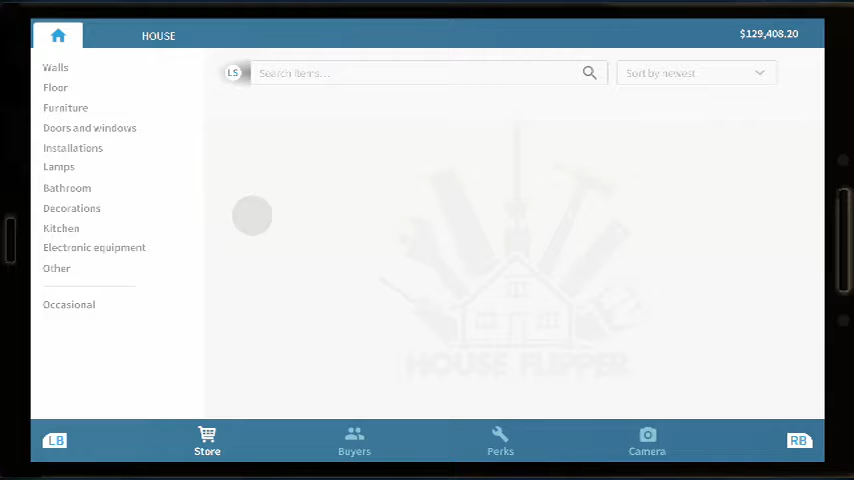 HOUSE
$129,408.20
Walls
Floor
Furniture
Doors and windows
Installations
Lamps
Bathroom
Decorations
Kitchen
Electronic equipment
Other
Occasional
LS
Search items...
Sort by newest
HOUSE FLIPPER
LB
Store
Buyers
Perks
Camera
RB